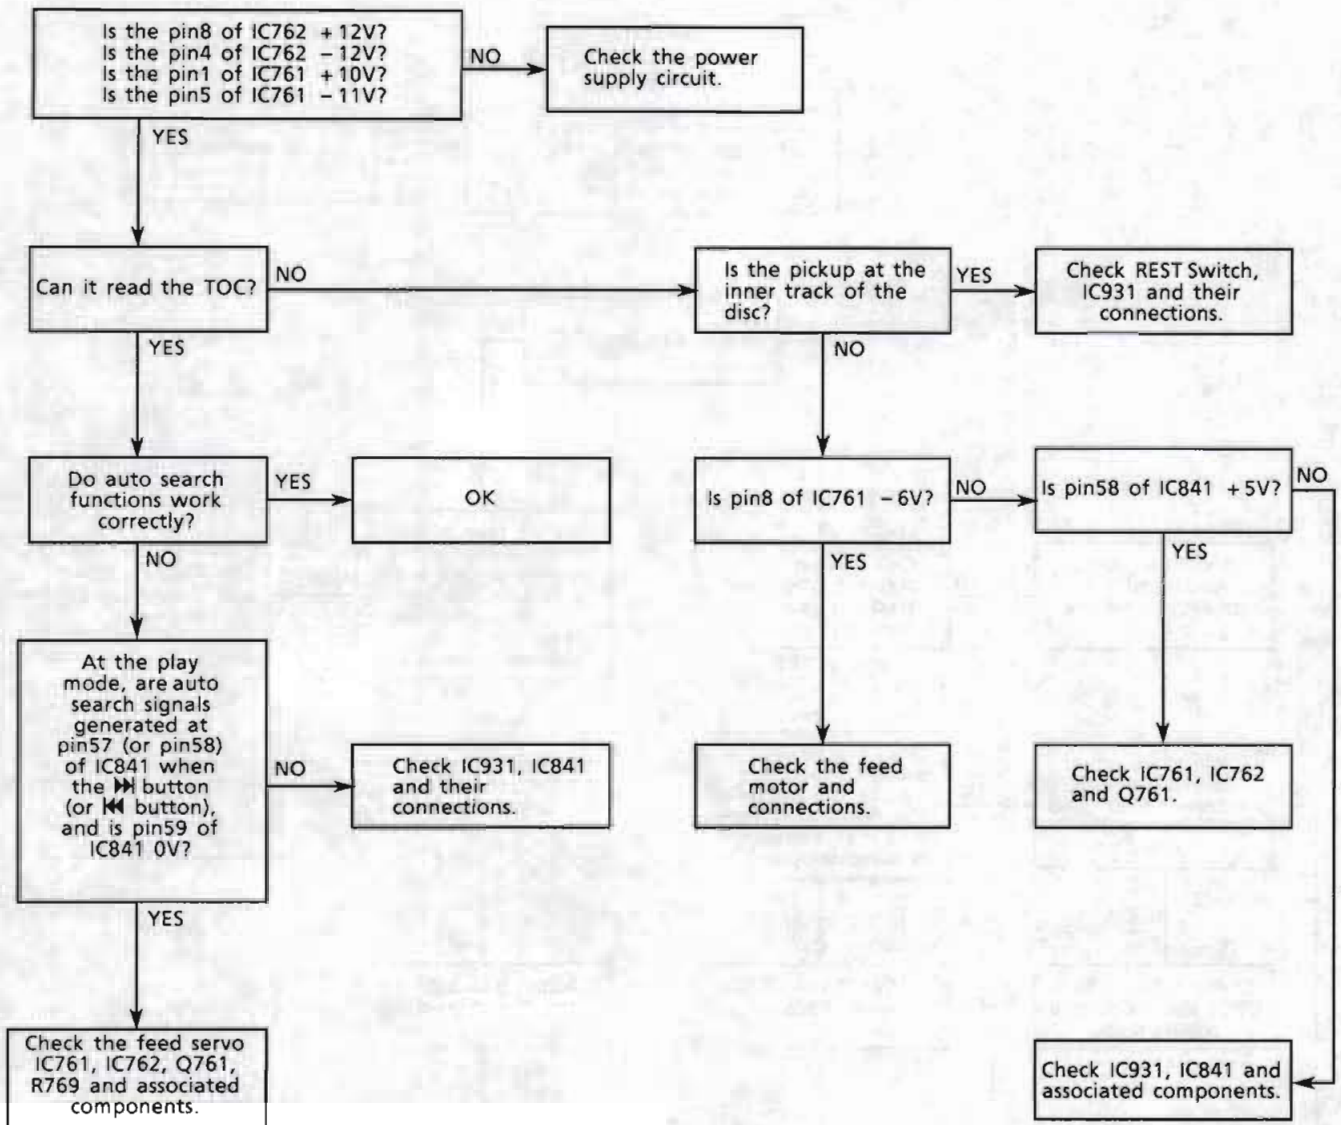 Is the pin8 of IC762 +12V?
Is the pin4 of IC762 −12V?
Is the pin1 of IC761 +10V?
Is the pin5 of IC761 −11V?
NO
Check the power
supply circuit.
YES
Can it read the TOC?
NO
Is the pickup at the
inner track of the
disc?
YES
Check REST Switch,
IC931 and their
connections.
YES
NO
Do auto search
functions work
correctly?
YES
OK
Is pin8 of IC761 −6V?
NO
Is pin58 of IC841 +5V?
NO
NO
YES
YES
At the play
mode, are auto
search signals
generated at
pin57 (or pin58)
of IC841 when
the ⏭ button
(or ⏮ button),
and is pin59 of
IC841 0V?
NO
Check IC931, IC841
and their
connections.
Check the feed
motor and
connections.
Check IC761, IC762
and Q761.
YES
Check the feed servo
IC761, IC762, Q761,
R769 and associated
components.
Check IC931, IC841 and
associated components.